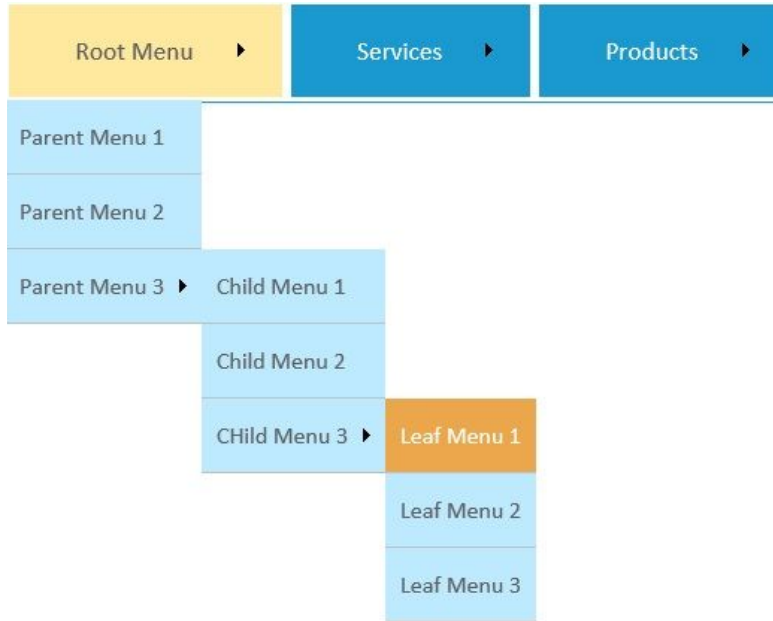 Root Menu
Services
Products
Parent Menu 1
Parent Menu 2
Parent Menu 3
Child Menu 1
Child Menu 2
CHild Menu 3
Leaf Menu 1
Leaf Menu 2
Leaf Menu 3